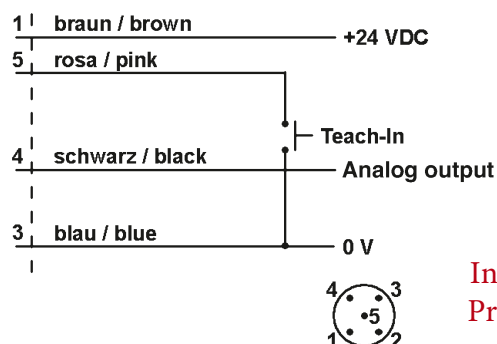 1 braun / brown +24 VDC
5 rosa / pink
Teach-In
4 schwarz / black Analog output
3 blau / blue 0 V
4 3
5
1 2
In
Pr